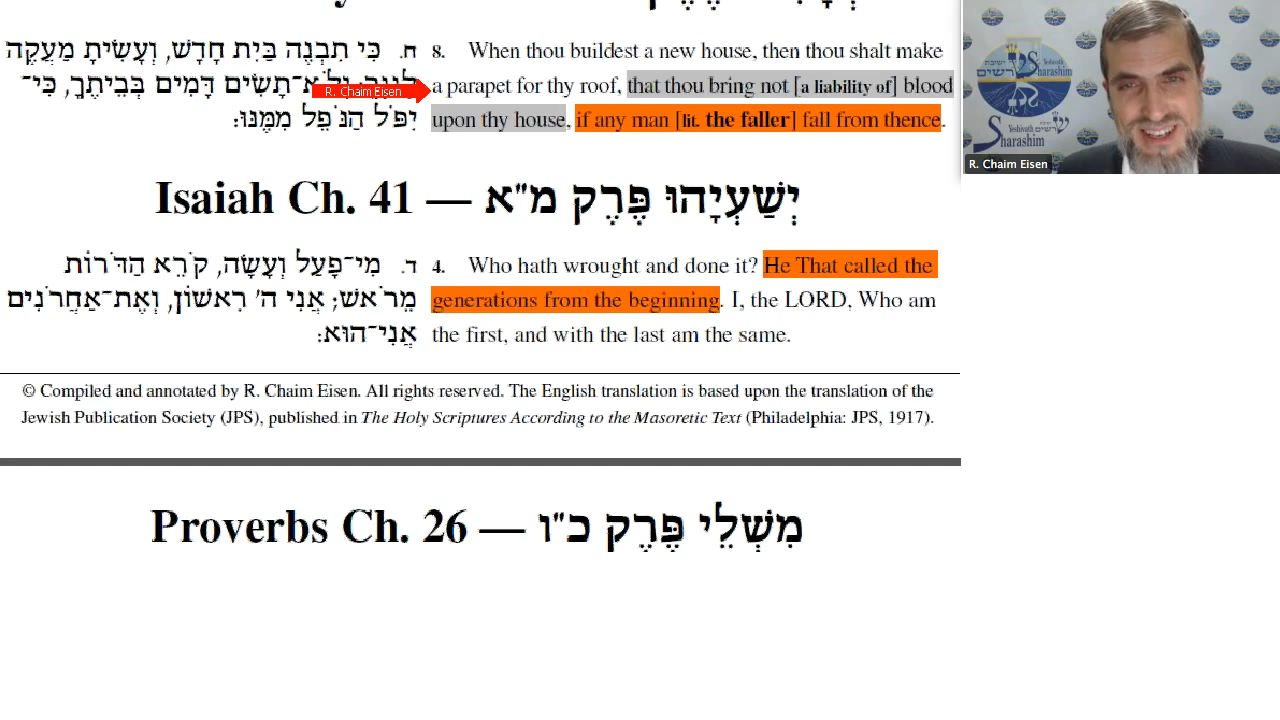 ח. כִּי תִבְנֶה בַּיִת חָדָשׁ, וְעָשִׂיתָ מַעֲקֶה
תָשִׂים דָּמִים בְּבֵיתֶךָ, כִּי־
יִפֹּל הַנֹּפֵל מִמֶּנּוּ:
8. When thou buildest a new house, then thou shalt make
a parapet for thy roof, that thou bring not [a liability of] blood
upon thy house, if any man [lit. the faller] fall from thence.
R. Chaim Eisen
Isaiah Ch. 41 — יְשַׁעְיָהוּ פֶּרֶק מ"א
ד. מִי־פָעַל וְעָשָׂה, קֹרֵא הַדֹּרוֹת
מֵרֹאשׁ; אֲנִי ה' רִאשׁוֹן, וְאֶת־אַחֲרֹנִים
אֲנִי־הוּא:
4. Who hath wrought and done it? He That called the
generations from the beginning. I, the LORD, Who am
the first, and with the last am the same.
© Compiled and annotated by R. Chaim Eisen. All rights reserved. The English translation is based upon the translation of the
Jewish Publication Society (JPS), published in The Holy Scriptures According to the Masoretic Text (Philadelphia: JPS, 1917).
Proverbs Ch. 26 — מִשְׁלֵי פֶּרֶק כ"ו
ישיבת
שרשים
Yeshivath
Sharashim
Yeshivath
Sharashim
R. Chaim Eisen